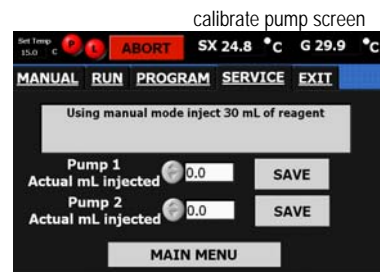 calibrate pump screen
Set Temp
15.0 C P L ABORT SX 24.8 °C G 29.9 °C
MANUAL RUN PROGRAM SERVICE EXIT
Using manual mode inject 30 mL of reagent
Pump 1
Actual mL injected 0.0 SAVE
Pump 2
Actual mL injected 0.0 SAVE
MAIN MENU